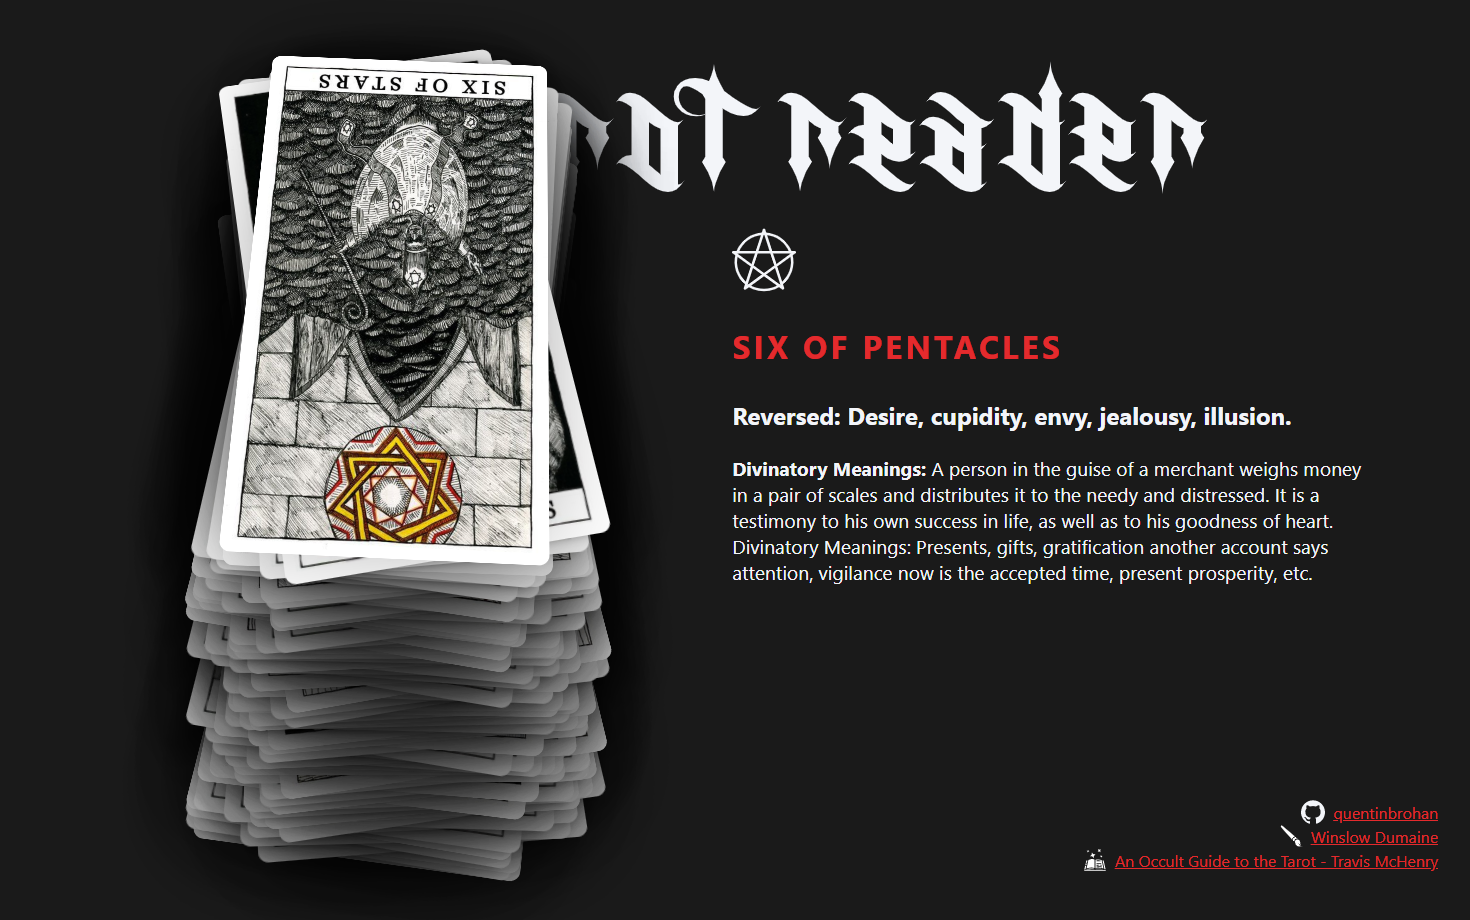 SIX OF STARS
rot reader
SIX OF PENTACLES
Reversed: Desire, cupidity, envy, jealousy, illusion.
Divinatory Meanings: A person in the guise of a merchant weighs money
in a pair of scales and distributes it to the needy and distressed. It is a
testimony to his own success in life, as well as to his goodness of heart.
Divinatory Meanings: Presents, gifts, gratification another account says
attention, vigilance now is the accepted time, present prosperity, etc.
quentinbrohan
Winslow Dumaine
An Occult Guide to the Tarot - Travis McHenry